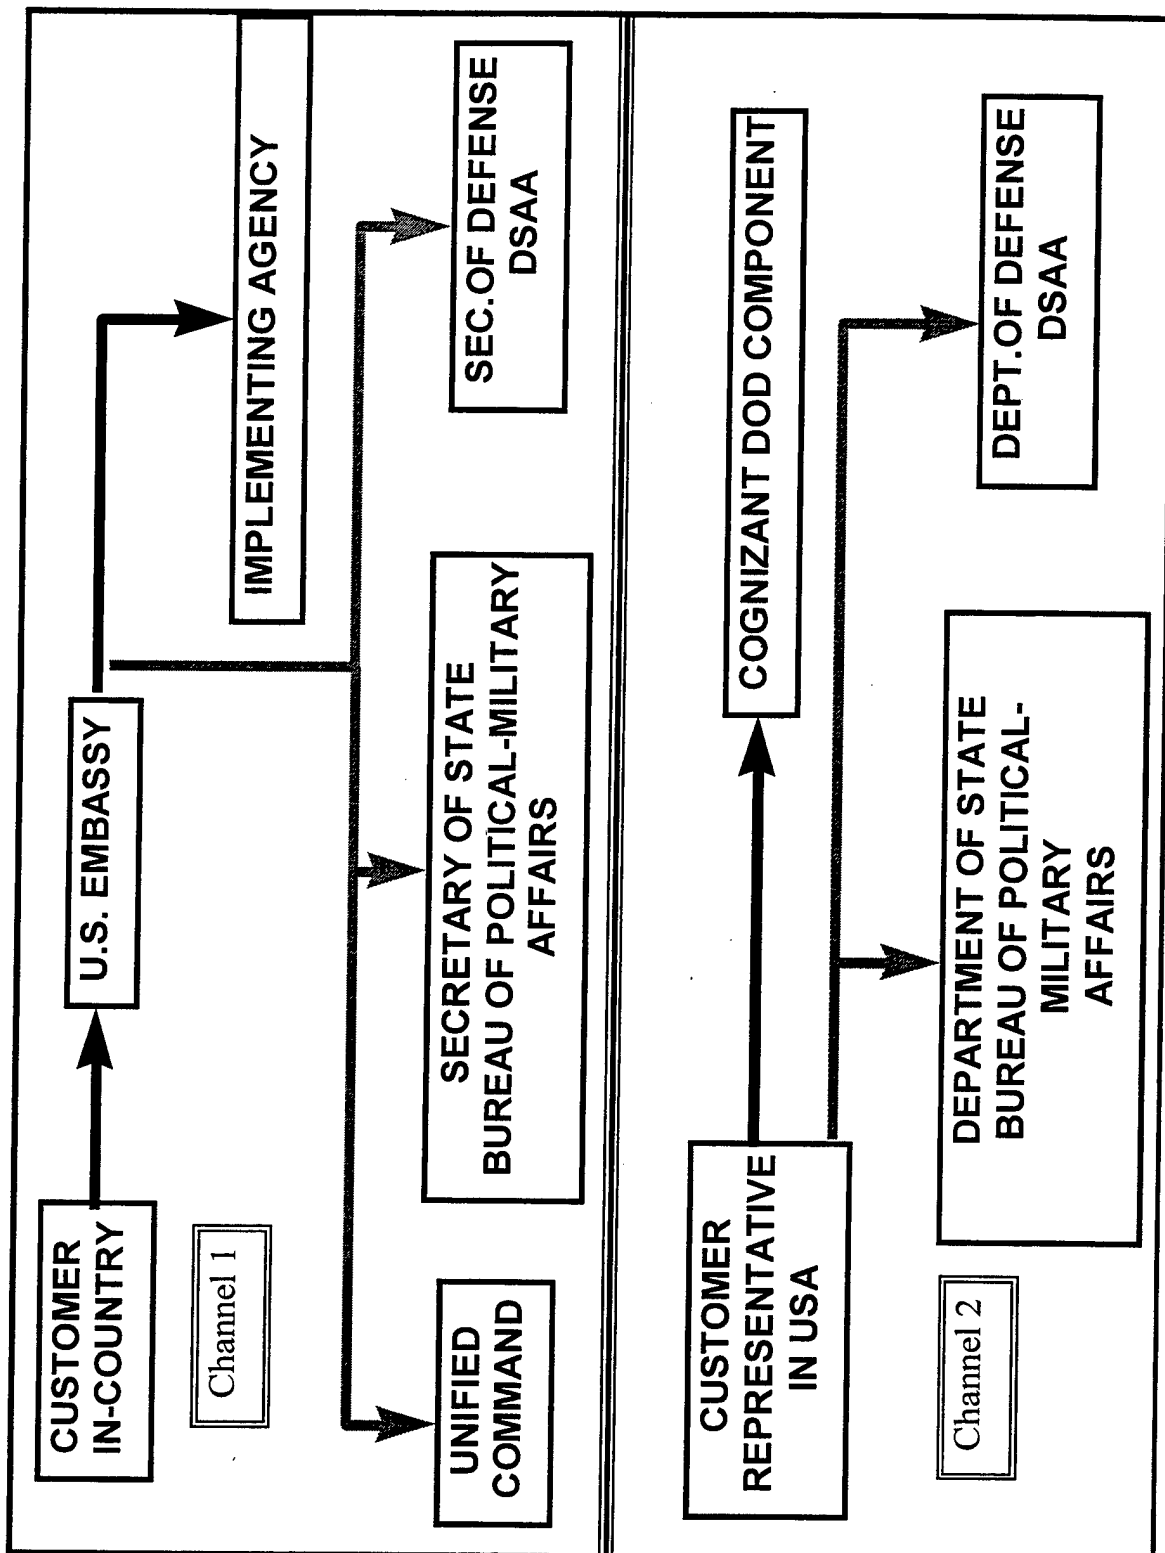 CUSTOMER
IN-COUNTRY
U.S. EMBASSY
IMPLEMENTING AGENCY
Channel 1
UNIFIED
COMMAND
SECRETARY OF STATE
BUREAU OF POLITICAL-MILITARY
AFFAIRS
SEC.OF DEFENSE
DSAA
CUSTOMER
REPRESENTATIVE
IN USA
COGNIZANT DOD COMPONENT
Channel 2
DEPARTMENT OF STATE
BUREAU OF POLITICAL-
MILITARY
AFFAIRS
DEPT.OF DEFENSE
DSAA